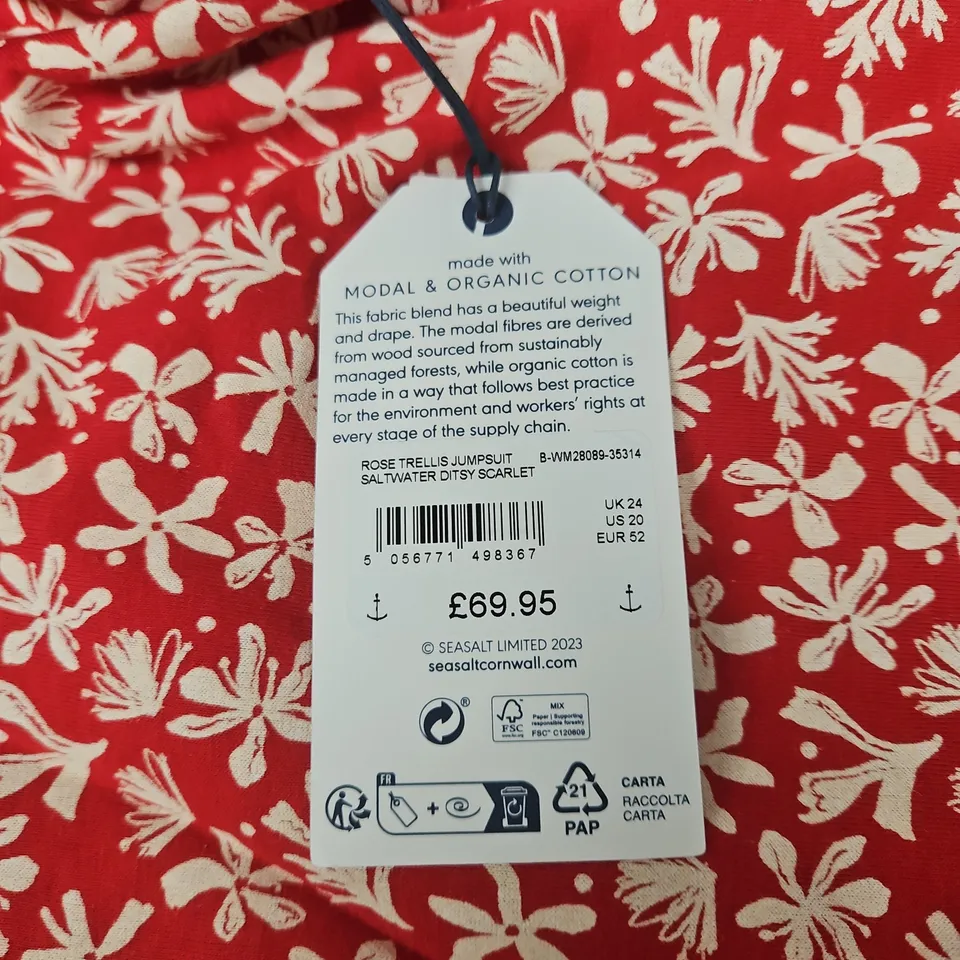 made with
MODAL & ORGANIC COTTON
This fabric blend has a beautiful weight
and drape. The modal fibres are derived
from wood sourced from sustainably
managed forests, while organic cotton is
made in a way that follows best practice
for the environment and workers' rights at
every stage of the supply chain.
ROSE TRELLIS JUMPSUIT B-WM28089-35314
SALTWATER DITSY SCARLET
UK 24
US 20
EUR 52
5 056771 498367
£69.95
© SEASALT LIMITED 2023
seasaltcornwall.com
®
FSC
www.fsc.org
MIX
Paper | Supporting
responsible forestry
FSC® C120609
FR
+
21
PAP
CARTA
RACCOLTA
CARTA